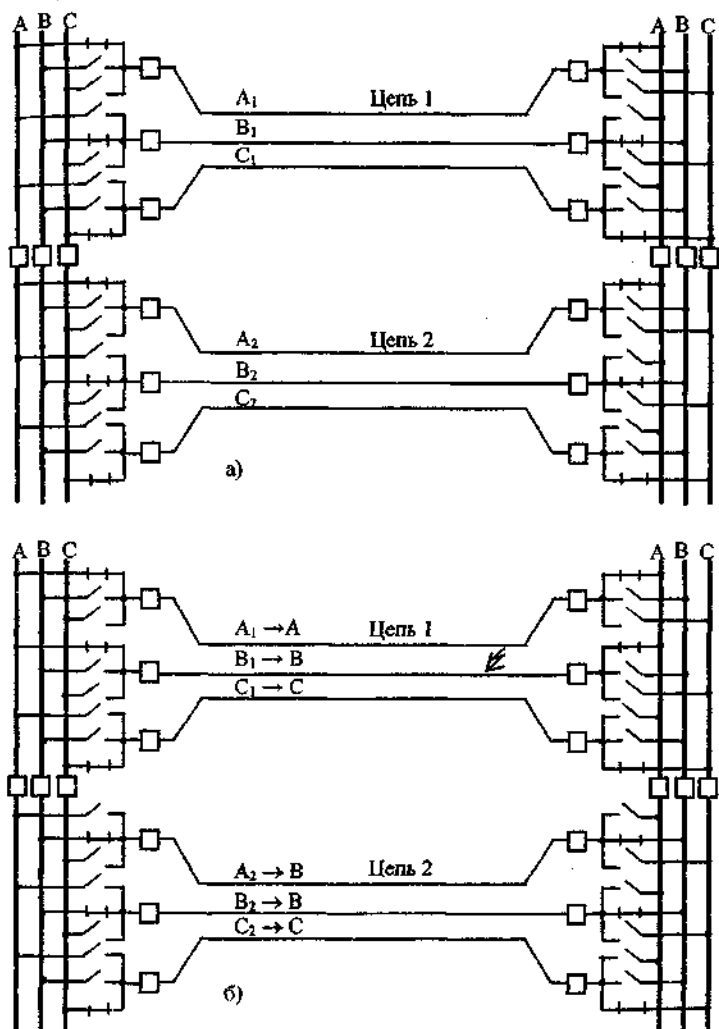 A B C
A B C
A₁ Цепь 1
B₁
C₁
A₂ Цепь 2
B₂
C₂
а)
A B C
A B C
A₁ → A Цепь 1
B₁ → B
C₁ → C
A₂ → B Цепь 2
B₂ → B
C₂ → C
б)